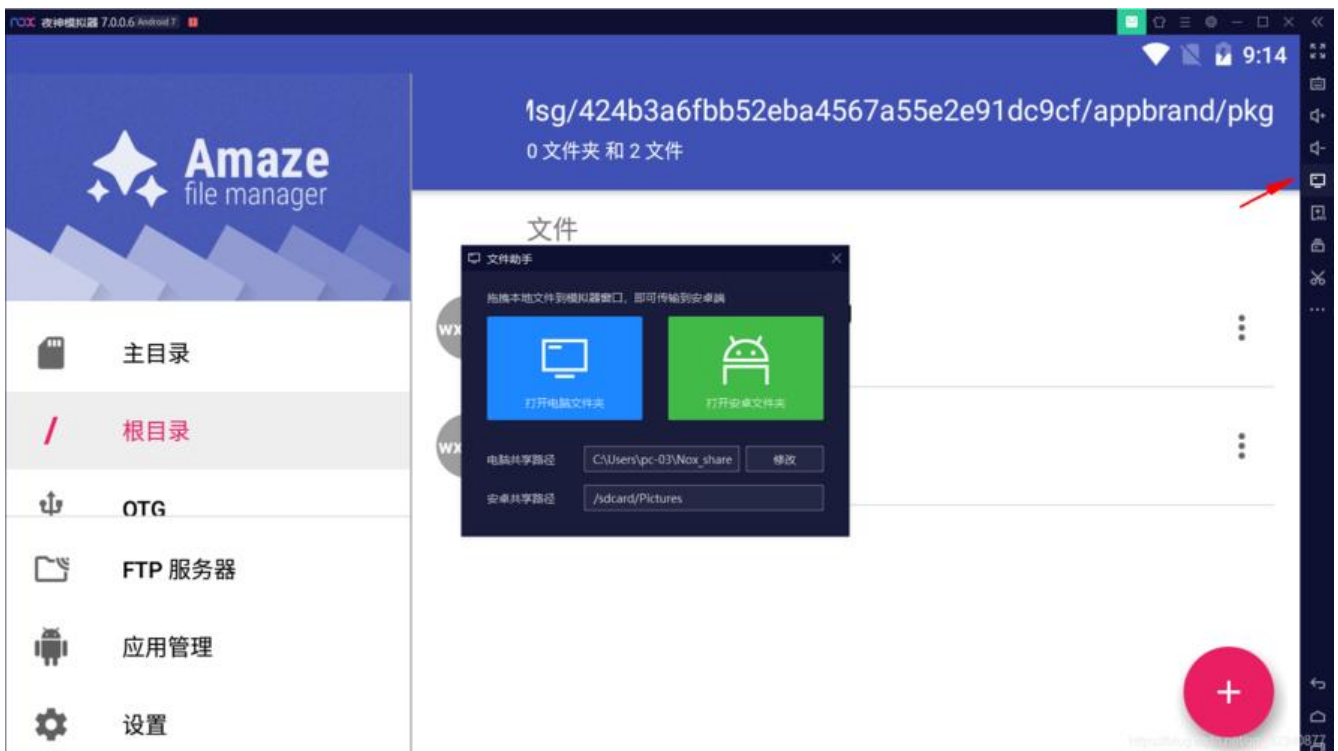 nox 夜神模拟器 7.0.0.6 Android 7
9:14
Amaze
file manager
主目录
根目录
OTG
FTP 服务器
应用管理
设置
Msg/424b3a6fbb52eba4567a55e2e91dc9cf/appbrand/pkg
0 文件夹 和 2 文件
文件
wx
wx
文件助手
拖拽本地文件到模拟器窗口，即可传输到安卓端
打开电脑文件夹
打开安卓文件夹
电脑共享路径
C:\Users\pc-03\Nox_share
修改
安卓共享路径
/sdcard/Pictures